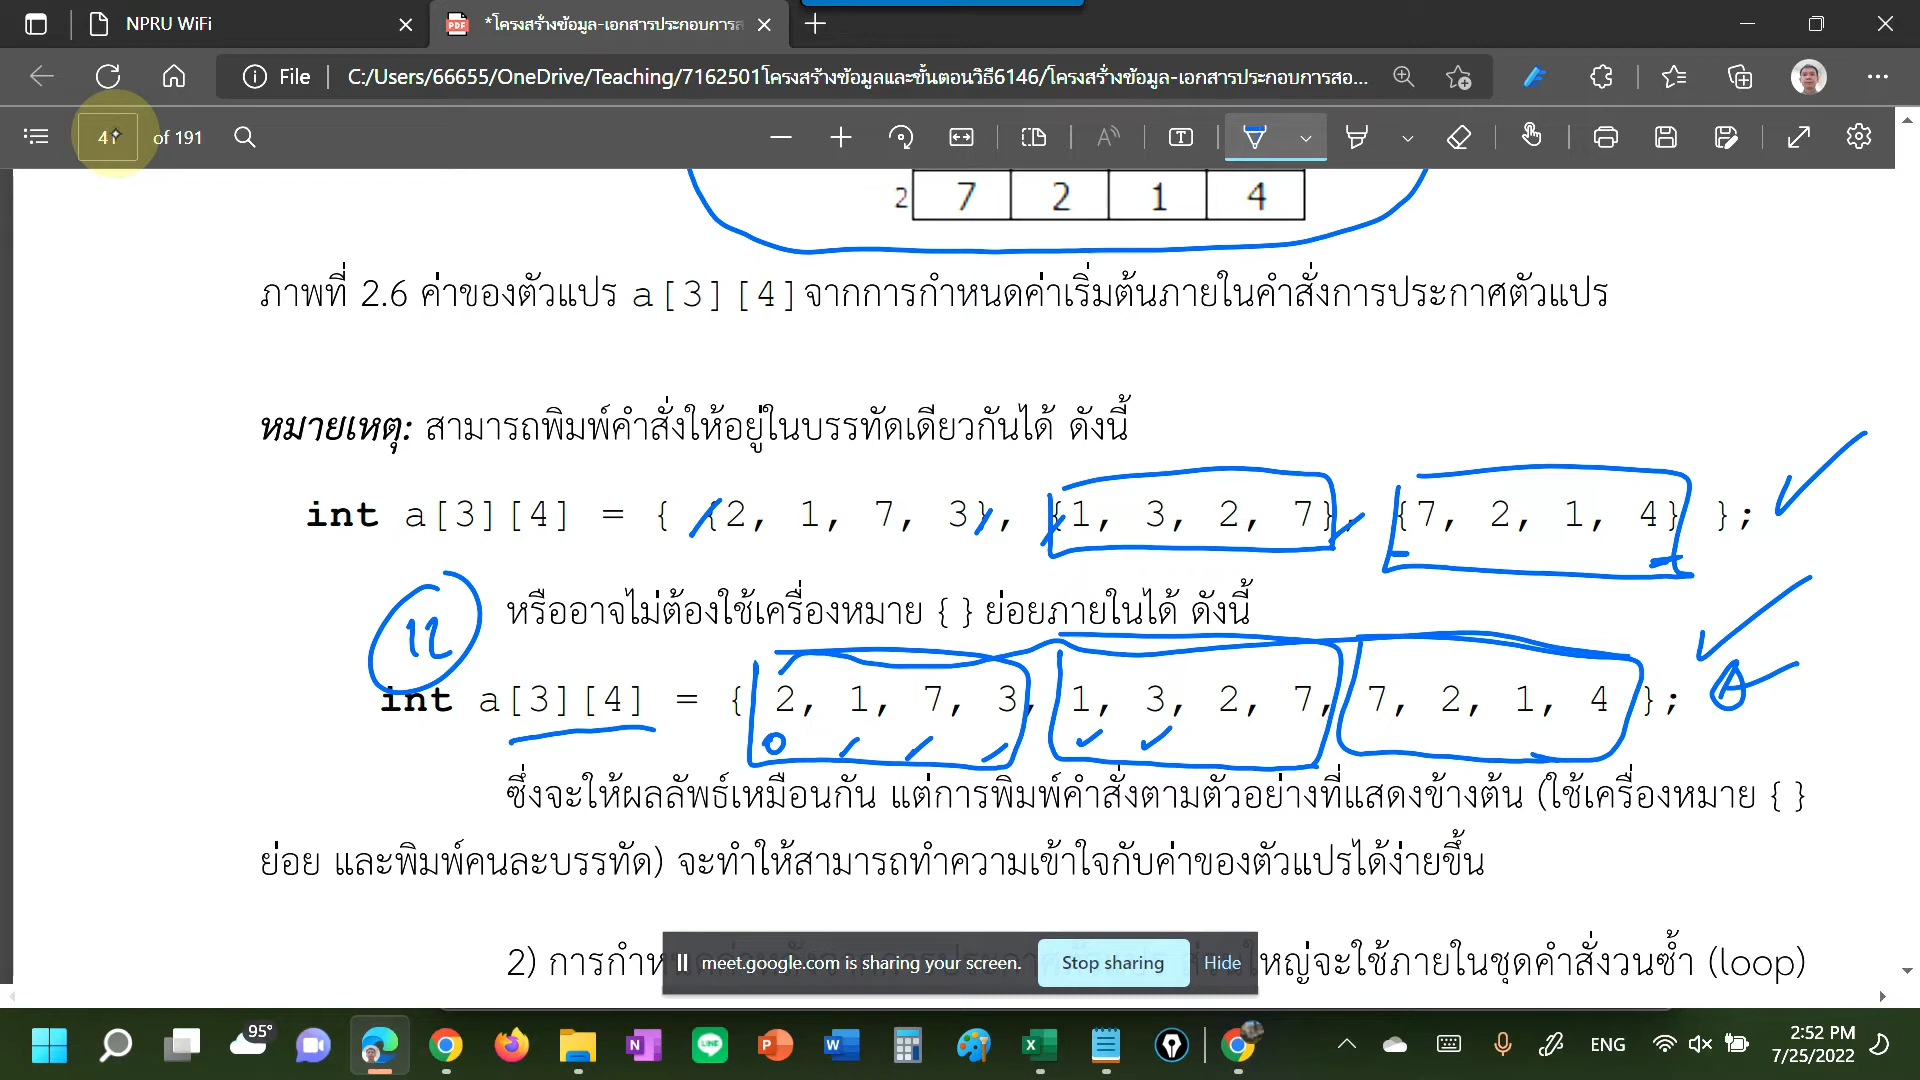 NPRU WiFi
*โครงสร้างข้อมูล-เอกสารประกอบการส
File
C:/Users/66655/OneDrive/Teaching/7162501โครงสร้างข้อมูลและขั้นตอนวิธี6146/โครงสร้างข้อมูล-เอกสารประกอบการสอ...
41 of 191
2 7 2 1 4
ภาพที่ 2.6 ค่าของตัวแปร a[3][4]จากการกำหนดค่าเริ่มต้นภายในคำสั่งการประกาศตัวแปร
หมายเหตุ: สามารถพิมพ์คำสั่งให้อยู่ในบรรทัดเดียวกันได้ ดังนี้
int a[3][4] = { {2, 1, 7, 3}, {1, 3, 2, 7}, {7, 2, 1, 4} };
12
หรืออาจไม่ต้องใช้เครื่องหมาย { } ย่อยภายในได้ ดังนี้
int a[3][4] = { 2, 1, 7, 3, 1, 3, 2, 7, 7, 2, 1, 4 };
ซึ่งจะให้ผลลัพธ์เหมือนกัน แต่การพิมพ์คำสั่งตามตัวอย่างที่แสดงข้างต้น (ใช้เครื่องหมาย { }
ย่อย และพิมพ์คนละบรรทัด) จะทำให้สามารถทำความเข้าใจกับค่าของตัวแปรได้ง่ายขึ้น
2) การกำห
ใหญ่จะใช้ภายในชุดคำสั่งวนซ้ำ (loop)
meet.google.com is sharing your screen.
Stop sharing
Hide
95°
ENG
2:52 PM
7/25/2022